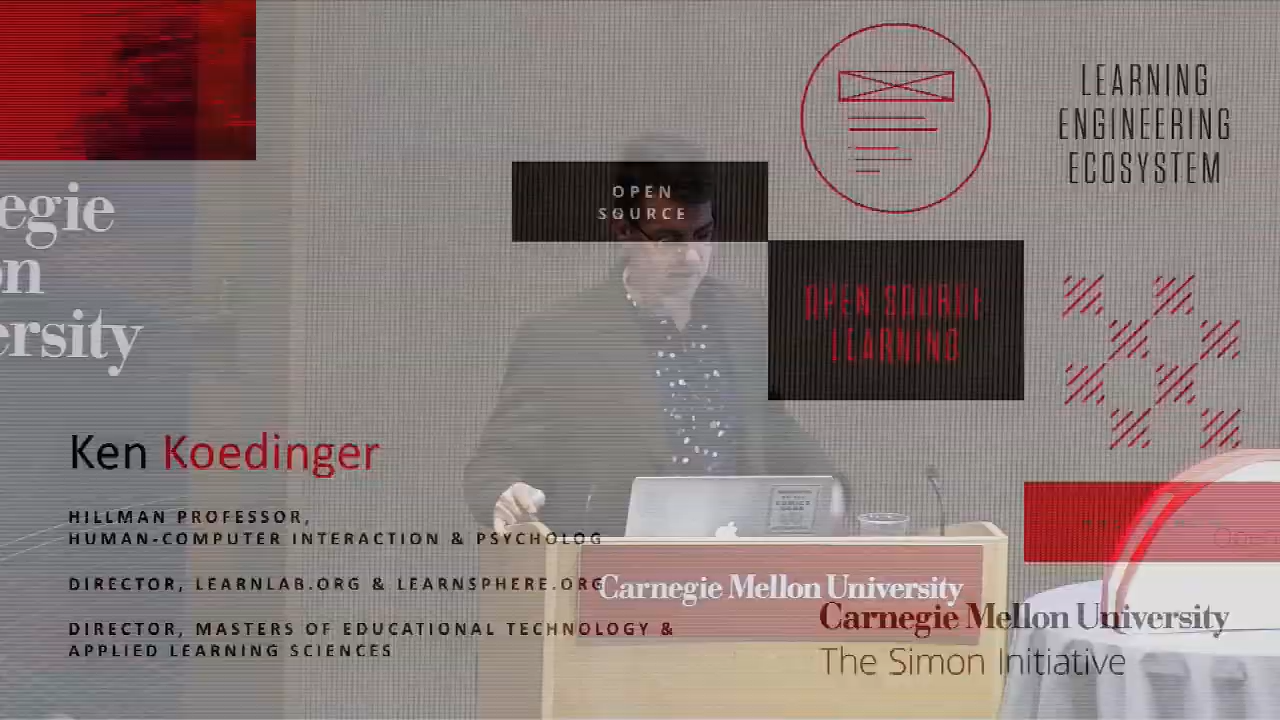 LEARNING
ENGINEERING
ECOSYSTEM
OPEN
SOURCE
egie
on
ersity
OPEN SOURCE
LEARNING
Ken Koedinger
HILLMAN PROFESSOR,
HUMAN-COMPUTER INTERACTION & PSYCHOLOG
DIRECTOR, LEARNLAB.ORG & LEARNSPHERE.ORG
Carnegie Mellon University
DIRECTOR, MASTERS OF EDUCATIONAL TECHNOLOGY &
APPLIED LEARNING SCIENCES
Carnegie Mellon University
The Simon Initiative